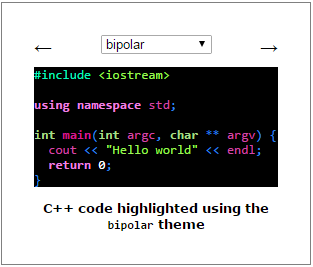 ← bipolar →
#include <iostream>
using namespace std;
int main(int argc, char ** argv) {
  cout << "Hello world" << endl;
  return 0;
}
C++ code highlighted using the
bipolar theme